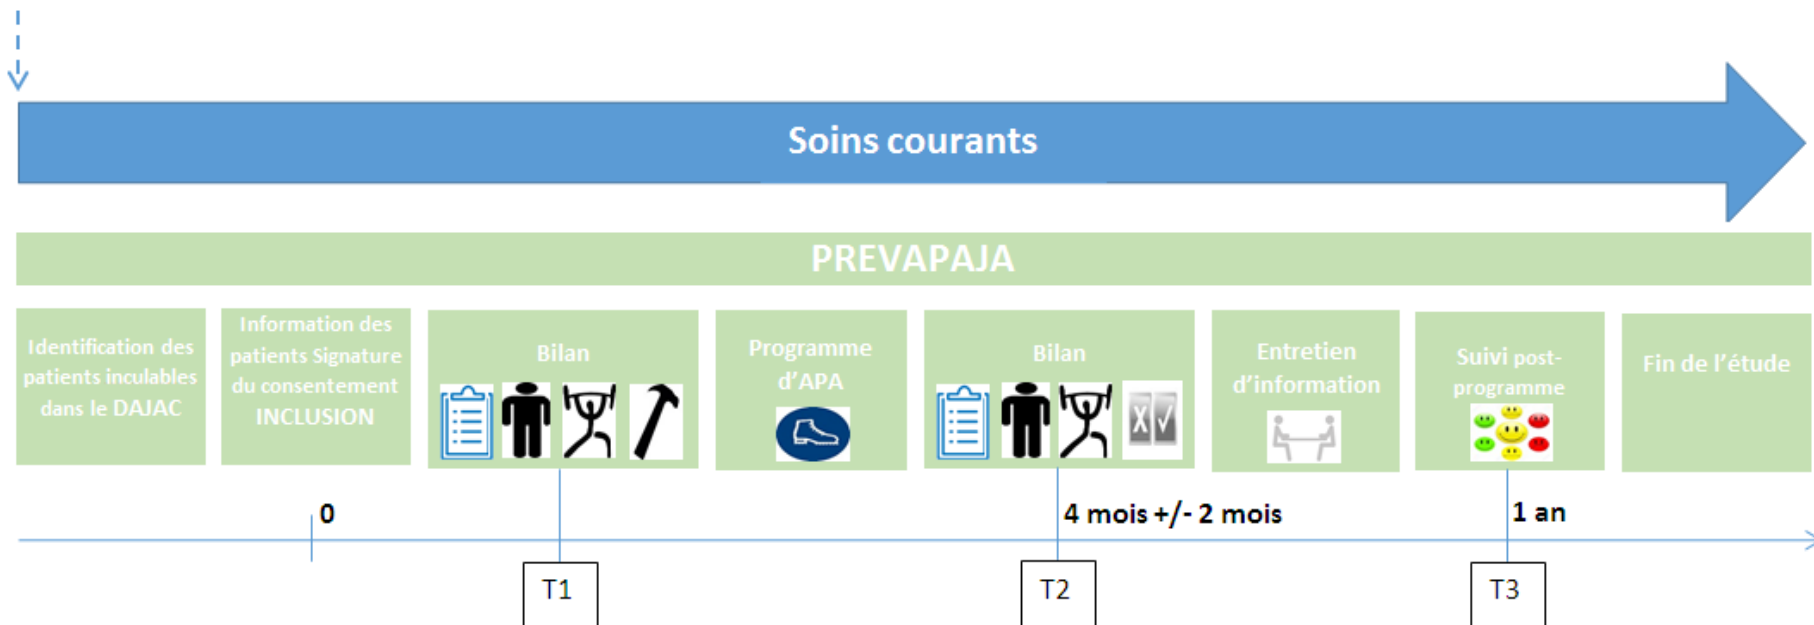 Soins courants
PREVAPAJA
Identification des
patients inculables
dans le DAJAC
Information des
patients Signature
du consentement
INCLUSION
Bilan
Programme
d'APA
Bilan
X √
Entretien
d'information
Suivi post-
programme
Fin de l'étude
0
4 mois +/- 2 mois
1 an
T1
T2
T3